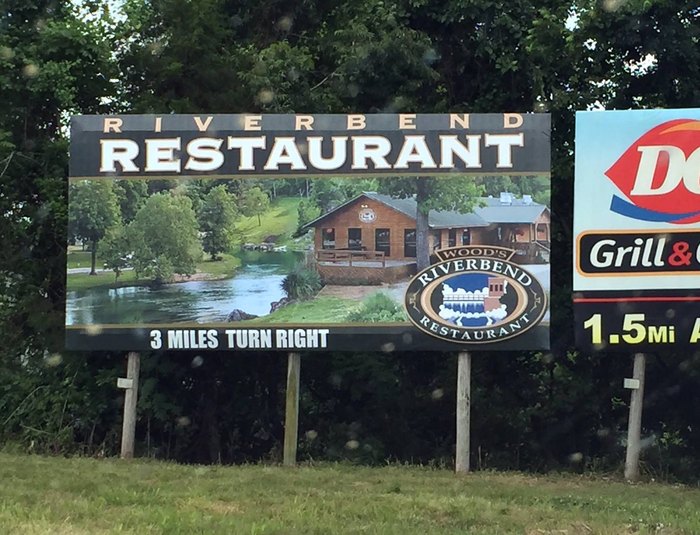 RIVERBEND
RESTAURANT
WOOD'S
RIVERBEND
RESTAURANT
3 MILES TURN RIGHT
Grill&
1.5Mi